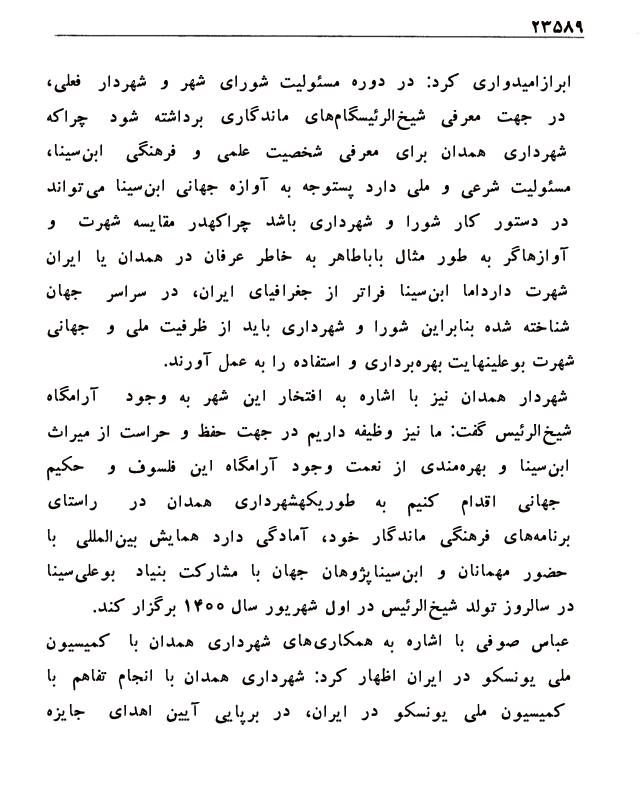 ۲۳۵۸۹
ابرازامیدواری کرد: در دوره مسئولیت شورای شهر و شهردار فعلی،
در جهت معرفی شیخ‌الرئیسگام‌های ماندگاری برداشته شود چراکه
شهرداری همدان برای معرفی شخصیت علمی و فرهنگی ابن‌سینا،
مسئولیت شرعی و ملی دارد پستوجه به آوازه جهانی ابن‌سینا می‌تواند
در دستور کار شورا و شهرداری باشد چراکهدر مقایسه شهرت و
آوازهاگر به طور مثال باباطاهر به خاطر عرفان در همدان یا ایران
شهرت دارداما ابن‌سینا فراتر از جغرافیای ایران، در سراسر جهان
شناخته شده بنابراین شورا و شهرداری باید از ظرفیت ملی و جهانی
شهرت بوعلینهایت بهره‌برداری و استفاده را به عمل آورند.
شهردار همدان نیز با اشاره به افتخار این شهر به وجود آرامگاه
شیخ‌الرئیس گفت: ما نیز وظیفه داریم در جهت حفظ و حراست از میراث
ابن‌سینا و بهره‌مندی از نعمت وجود آرامگاه این فلسوف و حکیم
جهانی اقدام کنیم به طوریکهشهرداری همدان در راستای
برنامه‌های فرهنگی ماندگار خود، آمادگی دارد همایش بین‌المللی با
حضور مهمانان و ابن‌سیناپژوهان جهان با مشارکت بنیاد بوعلی‌سینا
در سالروز تولد شیخ‌الرئیس در اول شهریور سال ۱۴۰۰ برگزار کند.
عباس صوفی با اشاره به همکاری‌های شهرداری همدان با کمیسیون
ملی یونسکو در ایران اظهار کرد: شهرداری همدان با انجام تفاهم با
کمیسیون ملی یونسکو در ایران، در برپایی آیین اهدای جایزه